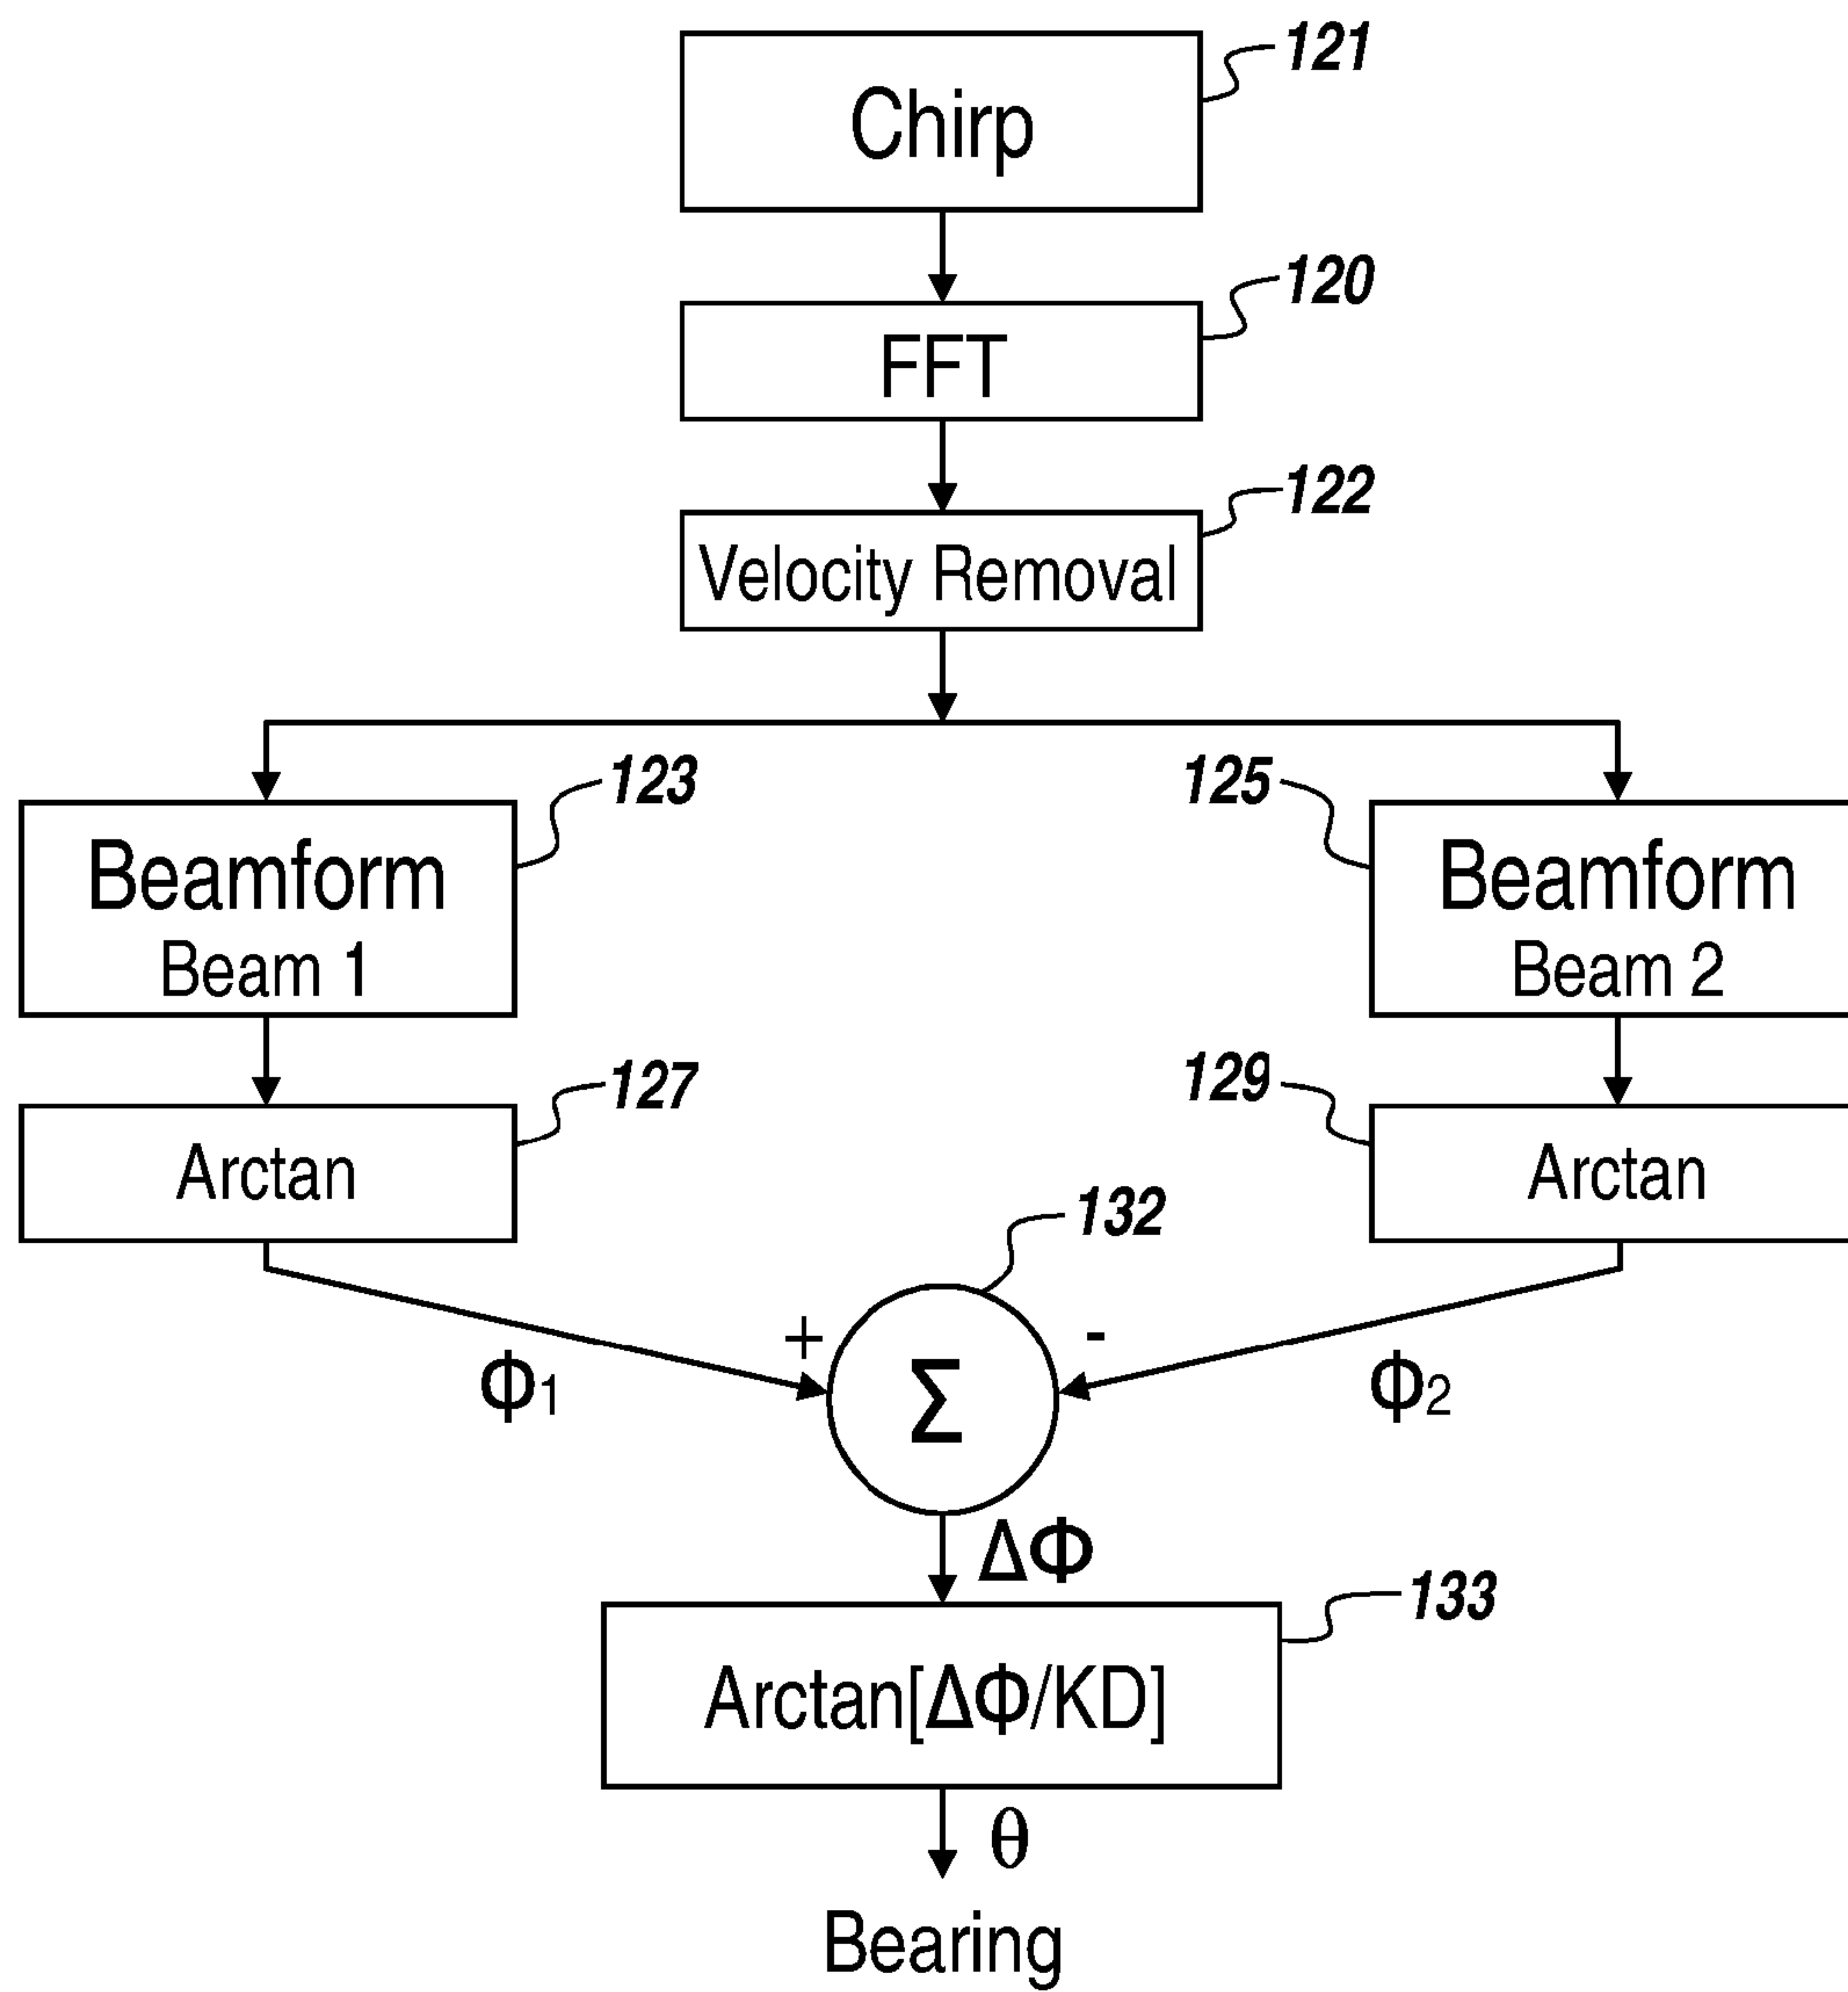 121
Chirp
120
FFT
122
Velocity Removal
123
125
Beamform
Beam 1
Beamform
Beam 2
127
129
Arctan
Arctan
132
+
-
Φ1
Σ
Φ2
ΔΦ
133
Arctan[ΔΦ/KD]
θ
Bearing